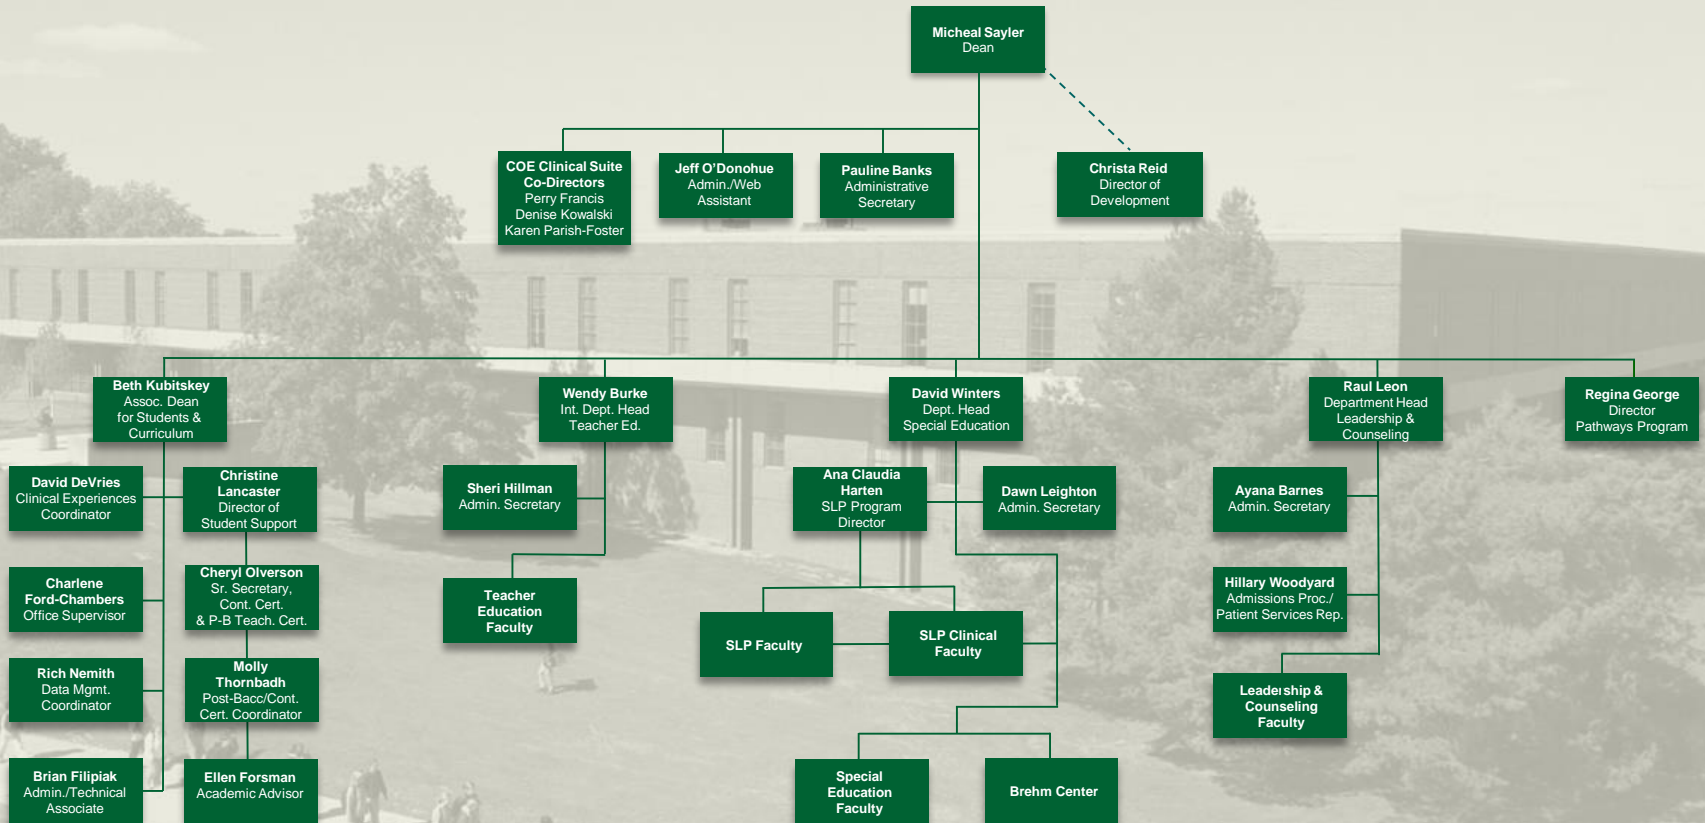 Micheal Sayler
Dean
COE Clinical Suite
Co-Directors
Perry Francis
Denise Kowalski
Karen Parish-Foster
Jeff O'Donohue
Admin./Web
Assistant
Pauline Banks
Administrative
Secretary
Christa Reid
Director of
Development
Beth Kubitskey
Assoc. Dean
for Students &
Curriculum
Wendy Burke
Int. Dept. Head
Teacher Ed.
David Winters
Dept. Head
Special Education
Raul Leon
Department Head
Leadership &
Counseling
Regina George
Director
Pathways Program
David DeVries
Clinical Experiences
Coordinator
Christine
Lancaster
Director of
Student Support
Sheri Hillman
Admin. Secretary
Ana Claudia
Harten
SLP Program
Director
Dawn Leighton
Admin. Secretary
Ayana Barnes
Admin. Secretary
Charlene
Ford-Chambers
Office Supervisor
Cheryl Olverson
Sr. Secretary,
Cont. Cert.
& P-B Teach. Cert.
Teacher
Education
Faculty
SLP Faculty
SLP Clinical
Faculty
Hillary Woodyard
Admissions Proc./
Patient Services Rep.
Rich Nemith
Data Mgmt.
Coordinator
Molly
Thornbadh
Post-Bacc/Cont.
Cert. Coordinator
Leadership &
Counseling
Faculty
Brian Filipiak
Admin./Technical
Associate
Ellen Forsman
Academic Advisor
Special
Education
Faculty
Brehm Center